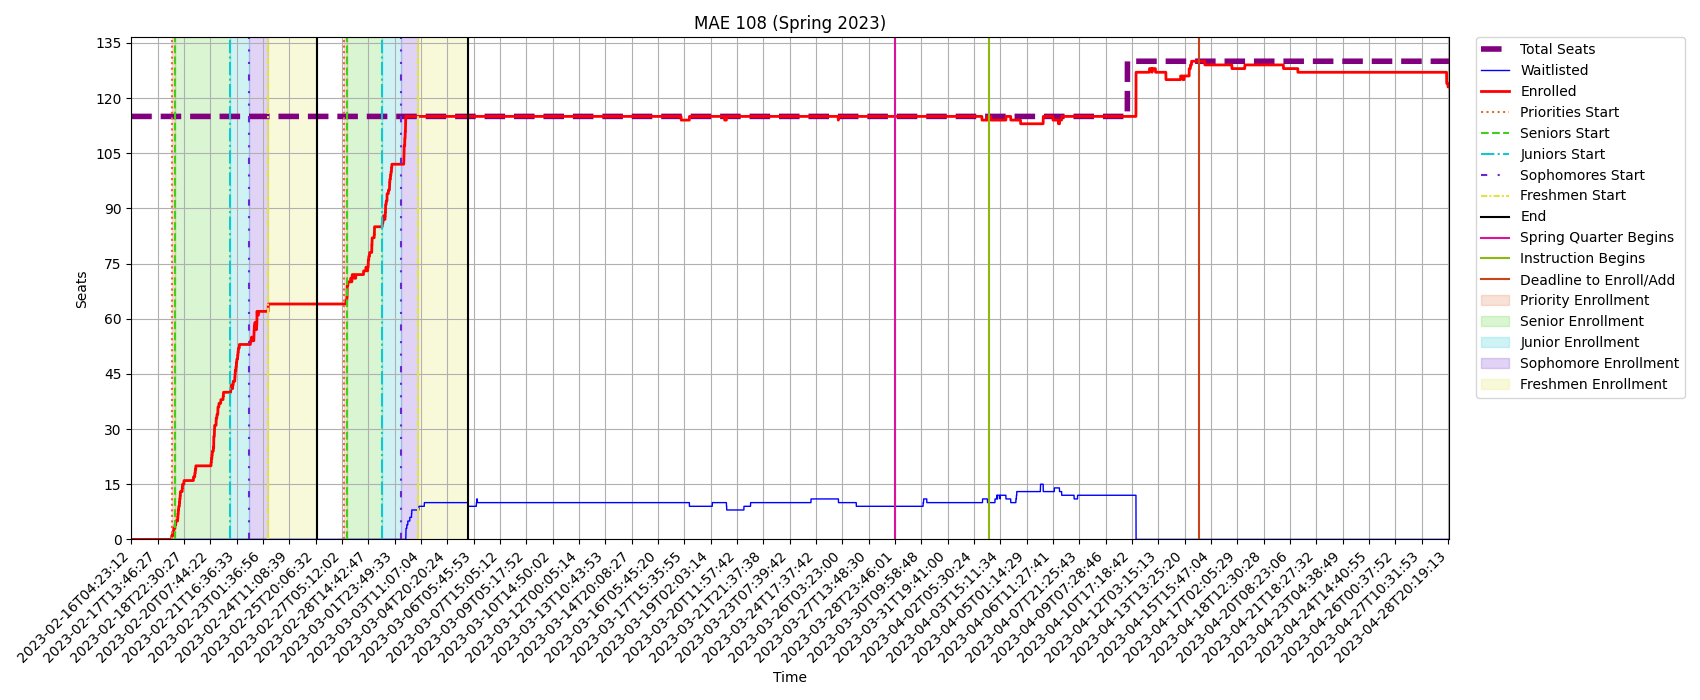 MAE 108 (Spring 2023)
135
120
105
90
75
60
45
30
15
0
Seats
2023-02-16T04:23:12
2023-02-17T13:46:27
2023-02-18T22:30:27
2023-02-20T07:44:22
2023-02-21T16:36:33
2023-02-23T01:36:56
2023-02-24T11:08:39
2023-02-25T20:06:32
2023-02-27T05:12:02
2023-02-28T14:42:47
2023-03-01T23:49:33
2023-03-03T11:07:04
2023-03-04T20:20:24
2023-03-06T05:45:53
2023-03-07T15:05:12
2023-03-09T05:17:52
2023-03-10T14:50:02
2023-03-12T00:05:14
2023-03-13T10:43:53
2023-03-14T20:08:27
2023-03-16T05:45:20
2023-03-17T15:35:55
2023-03-19T02:03:14
2023-03-20T11:57:42
2023-03-21T21:37:38
2023-03-23T07:39:42
2023-03-24T17:37:42
2023-03-26T03:23:00
2023-03-27T13:48:30
2023-03-28T23:46:01
2023-03-30T09:58:48
2023-03-31T19:41:00
2023-04-02T05:30:24
2023-04-03T15:11:34
2023-04-05T01:14:29
2023-04-06T11:27:41
2023-04-07T21:25:43
2023-04-09T07:28:46
2023-04-10T17:18:42
2023-04-12T03:15:13
2023-04-13T13:25:20
2023-04-15T15:47:04
2023-04-17T02:05:29
2023-04-18T12:30:28
2023-04-20T08:23:06
2023-04-21T18:27:32
2023-04-23T04:38:49
2023-04-24T14:40:55
2023-04-26T00:37:52
2023-04-27T10:31:53
2023-04-28T20:19:13
Time
Total Seats
Waitlisted
Enrolled
Priorities Start
Seniors Start
Juniors Start
Sophomores Start
Freshmen Start
End
Spring Quarter Begins
Instruction Begins
Deadline to Enroll/Add
Priority Enrollment
Senior Enrollment
Junior Enrollment
Sophomore Enrollment
Freshmen Enrollment